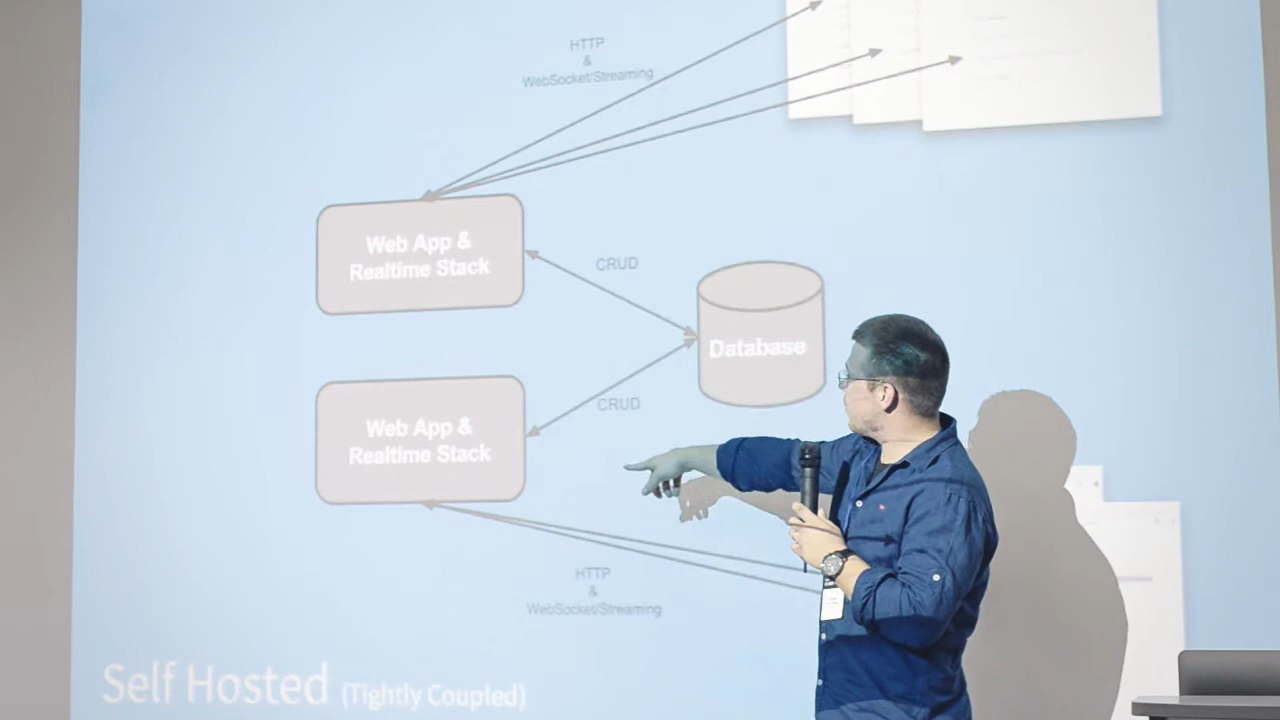 HTTP
&
WebSocket/Streaming
Web App &
Realtime Stack
CRUD
Database
CRUD
Web App &
Realtime Stack
HTTP
&
WebSocket/Streaming
Self Hosted (Tightly Coupled)